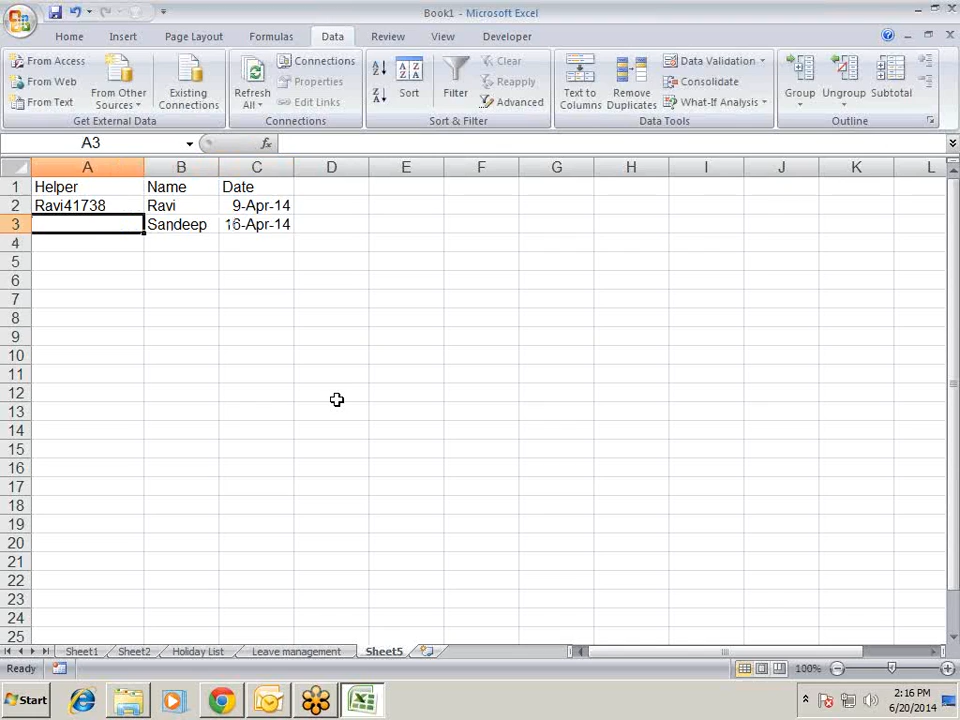 Book1 - Microsoft Excel
Home Insert Page Layout Formulas Data Review View Developer
From Access
From Web
From Text
From Other Sources
Existing Connections
Get External Data
Refresh All
Connections
Properties
Edit Links
Connections
Sort
Filter
Clear
Reapply
Advanced
Sort & Filter
Text to Columns
Remove Duplicates
Data Validation
Consolidate
What-If Analysis
Data Tools
Group
Ungroup
Subtotal
Outline
A3 fx
A B C D E F G H I J K L
1 Helper Name Date
2 Ravi41738 Ravi 9-Apr-14
3 Sandeep 16-Apr-14
4
5
6
7
8
9
10
11
12
13
14
15
16
17
18
19
20
21
22
23
24
25
Sheet1 Sheet2 Holiday List Leave management Sheet5
Ready 100%
Start 2:16 PM
6/20/2014